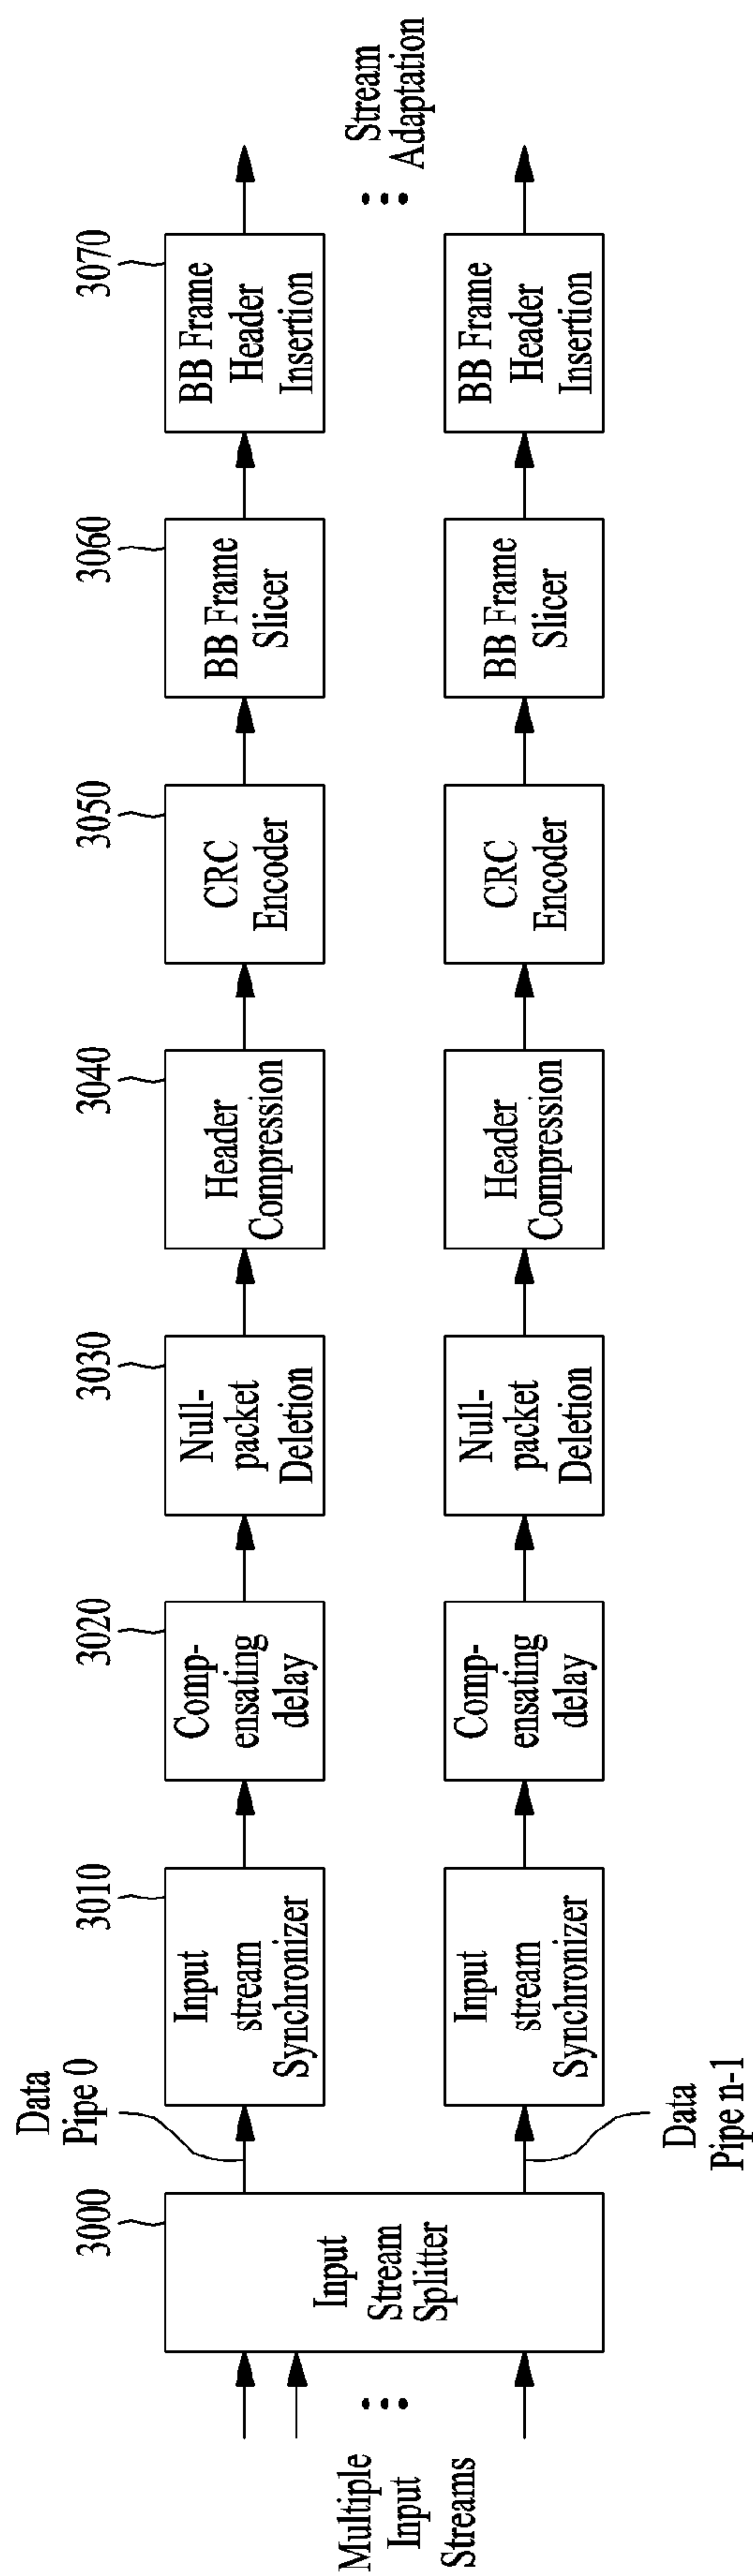 Multiple
Input
Streams
3000
Input
Stream
Splitter
Data
Pipe 0
3010
Input
stream
Synchronizer
3020
Comp-
ensating
delay
3030
Null-
packet
Deletion
3040
Header
Compression
3050
CRC
Encoder
3060
BB Frame
Slicer
3070
BB Frame
Header
Insertion
Data
Pipe n-1
Input
stream
Synchronizer
Comp-
ensating
delay
Null-
packet
Deletion
Header
Compression
CRC
Encoder
BB Frame
Slicer
BB Frame
Header
Insertion
Stream
Adaptation